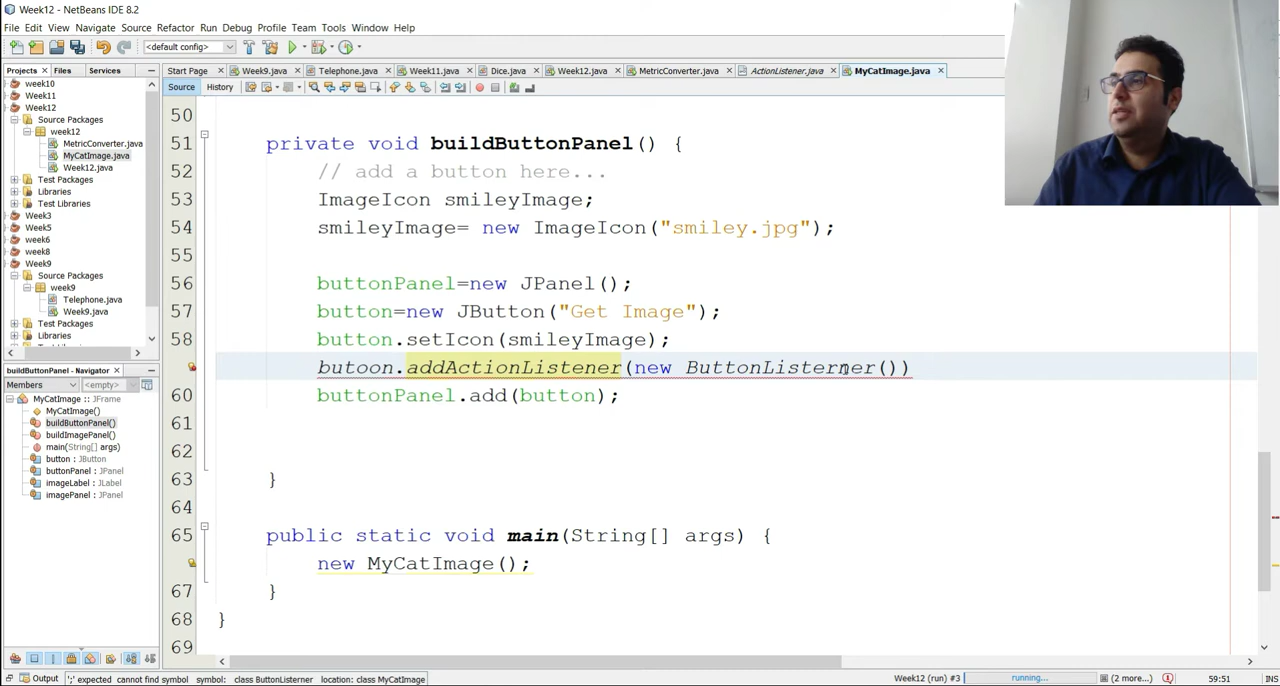 Week12 - NetBeans IDE 8.2
File Edit View Navigate Source Refactor Run Debug Profile Team Tools Window Help
<default config>
Projects Files Services
Start Page Week9.java Telephone.java Week11.java Dice.java Week12.java MetricConverter.java ActionListener.java MyCatImage.java
Source History
week10
Week11
Week12
Source Packages
week12
MetricConverter.java
MyCatImage.java
Week12.java
Test Packages
Libraries
Test Libraries
Week3
Week5
week6
week8
Week9
Source Packages
week9
Telephone.java
Week9.java
Test Packages
Libraries
buildButtonPanel - Navigator
Members <empty>
MyCatImage :: JFrame
MyCatImage()
buildButtonPanel()
buildImagePanel()
main(String[] args)
button : JButton
buttonPanel : JPanel
imageLabel : JLabel
imagePanel : JPanel
50
51 private void buildButtonPanel() {
52 // add a button here...
53 ImageIcon smileyImage;
54 smileyImage= new ImageIcon("smiley.jpg");
55
56 buttonPanel=new JPanel();
57 button=new JButton("Get Image");
58 button.setIcon(smileyImage);
butoon.addActionListener(new ButtonListerner())
60 buttonPanel.add(button);
61
62
63 }
64
65 public static void main(String[] args) {
new MyCatImage();
67 }
68 }
69
Output ';' expected cannot find symbol symbol: class ButtonListerner location: class MyCatImage Week12 (run) #3 running... (2 more...) 59:51 INS